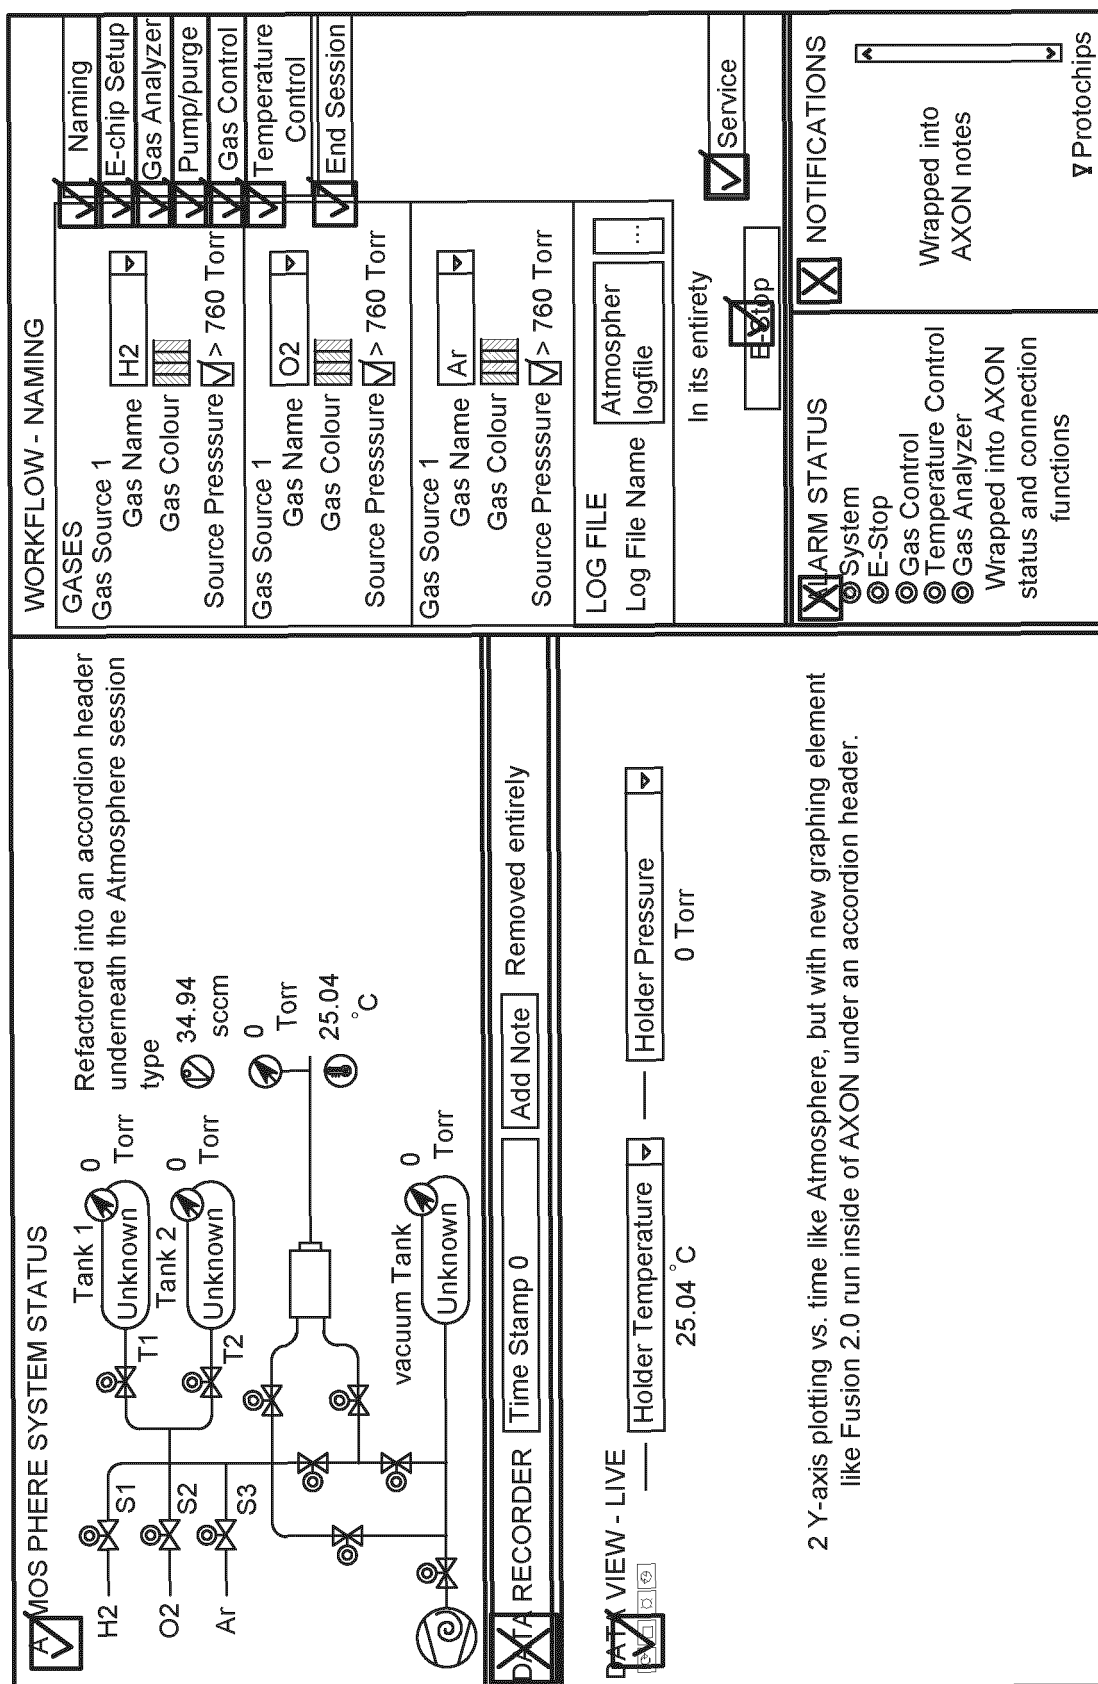 ATMOS PHERE SYSTEM STATUS
Refactored into an accordion header
underneath the Atmosphere session
type
Tank 1
0
Torr
Unknown
T1
Tank 2
0
Torr
Unknown
T2
34.94
sccm
0
Torr
25.04
°C
H2
S1
O2
S2
Ar
S3
vacuum Tank
0
Torr
Unknown
DATA RECORDER
Time Stamp 0
Add Note
Removed entirely
DATA VIEW - LIVE
Holder Temperature
25.04 °C
Holder Pressure
0 Torr
2 Y-axis plotting vs. time like Atmosphere, but with new graphing element
like Fusion 2.0 run inside of AXON under an accordion header.
WORKFLOW - NAMING
GASES
Gas Source 1
Gas Name
H2
Gas Colour
Source Presssure
> 760 Torr
Gas Source 1
Gas Name
O2
Gas Colour
Source Presssure
> 760 Torr
Gas Source 1
Gas Name
Ar
Gas Colour
Source Presssure
> 760 Torr
LOG FILE
Log File Name
Atmospher
logfile
...
Naming
E-chip Setup
Gas Analyzer
Pump/purge
Gas Control
Temperature
Control
End Session
In its entirety
E-Stop
Service
ALARM STATUS
System
E-Stop
Gas Control
Temperature Control
Gas Analyzer
Wrapped into AXON
status and connection
functions
NOTIFICATIONS
Wrapped into
AXON notes
Protochips